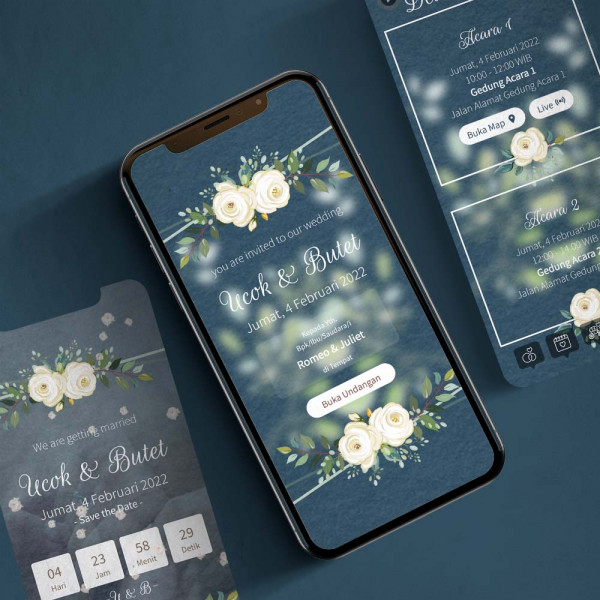 Acara 1
Jumat, 4 Februari 2022
10:00 - 12:00 WIB
Gedung Acara 1
Jalan Alamat Gedung Acara 1
Buka Map
Live
Acara 2
Jumat, 4 Februari 2022
Gedung Acara 2
Jalan Alamat Gedung Acara
you are invited to our wedding
Ucok & Butet
Jumat, 4 Februari 2022
Kepada Yth.
Bpk/Ibu/Saudara/i
Romeo & Juliet
di Tempat
Buka Undangan
We are getting married
Ucok & Butet
Jumat, 4 Februari 2022
- Save the Date -
04
Hari
23
Jam
58
Menit
29
Detik
U & B